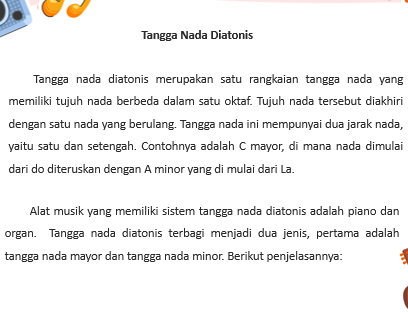 Tangga Nada Diatonis
Tangga nada diatonis merupakan satu rangkaian tangga nada yang
memiliki tujuh nada berbeda dalam satu oktaf. Tujuh nada tersebut diakhiri
dengan satu nada yang berulang. Tangga nada ini mempunyai dua jarak nada,
yaitu satu dan setengah. Contohnya adalah C mayor, di mana nada dimulai
dari do diteruskan dengan A minor yang di mulai dari La.
Alat musik yang memiliki sistem tangga nada diatonis adalah piano dan
organ. Tangga nada diatonis terbagi menjadi dua jenis, pertama adalah
tangga nada mayor dan tangga nada minor. Berikut penjelasannya: